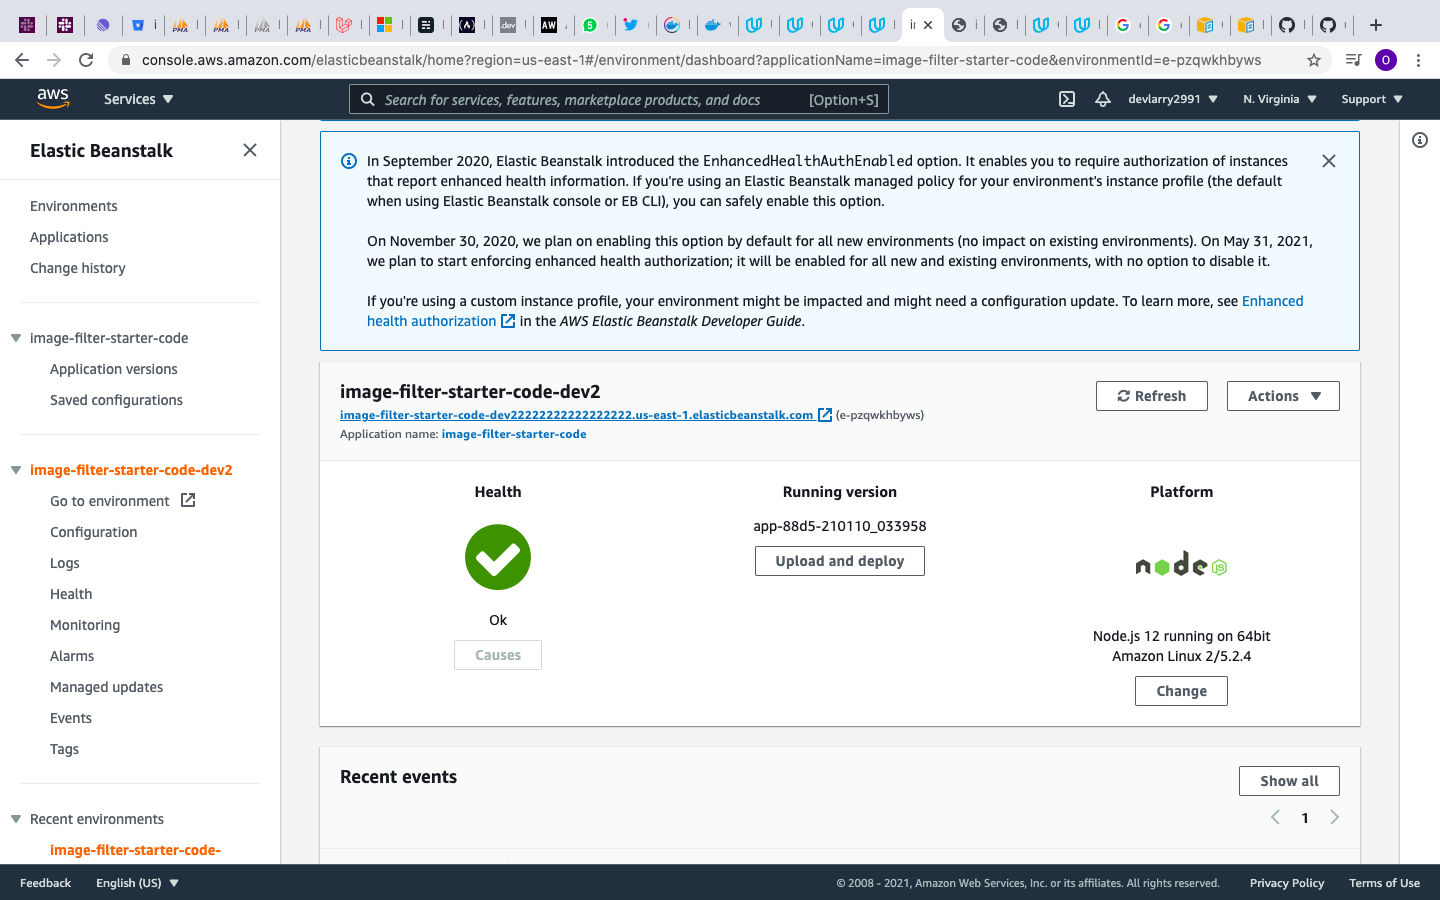 console.aws.amazon.com/elasticbeanstalk/home?region=us-east-1#/environment/dashboard?applicationName=image-filter-starter-code&environmentId=e-pzqwkhbyws
O
aws
Services
Search for services, features, marketplace products, and docs
[Option+S]
devlarry2991
N. Virginia
Support
Elastic Beanstalk
Environments
Applications
Change history
image-filter-starter-code
Application versions
Saved configurations
image-filter-starter-code-dev2
Go to environment
Configuration
Logs
Health
Monitoring
Alarms
Managed updates
Events
Tags
Recent environments
image-filter-starter-code-
In September 2020, Elastic Beanstalk introduced the EnhancedHealthAuthEnabled option. It enables you to require authorization of instances
that report enhanced health information. If you're using an Elastic Beanstalk managed policy for your environment's instance profile (the default
when using Elastic Beanstalk console or EB CLI), you can safely enable this option.
On November 30, 2020, we plan on enabling this option by default for all new environments (no impact on existing environments). On May 31, 2021,
we plan to start enforcing enhanced health authorization; it will be enabled for all new and existing environments, with no option to disable it.
If you're using a custom instance profile, your environment might be impacted and might need a configuration update. To learn more, see Enhanced
health authorization in the AWS Elastic Beanstalk Developer Guide.
image-filter-starter-code-dev2
image-filter-starter-code-dev22222222222222222.us-east-1.elasticbeanstalk.com (e-pzqwkhbyws)
Application name: image-filter-starter-code
Refresh
Actions
Health
Ok
Causes
Running version
app-88d5-210110_033958
Upload and deploy
Platform
node
JS
Node.js 12 running on 64bit
Amazon Linux 2/5.2.4
Change
Recent events
Show all
1
Feedback
English (US)
© 2008 - 2021, Amazon Web Services, Inc. or its affiliates. All rights reserved.
Privacy Policy
Terms of Use